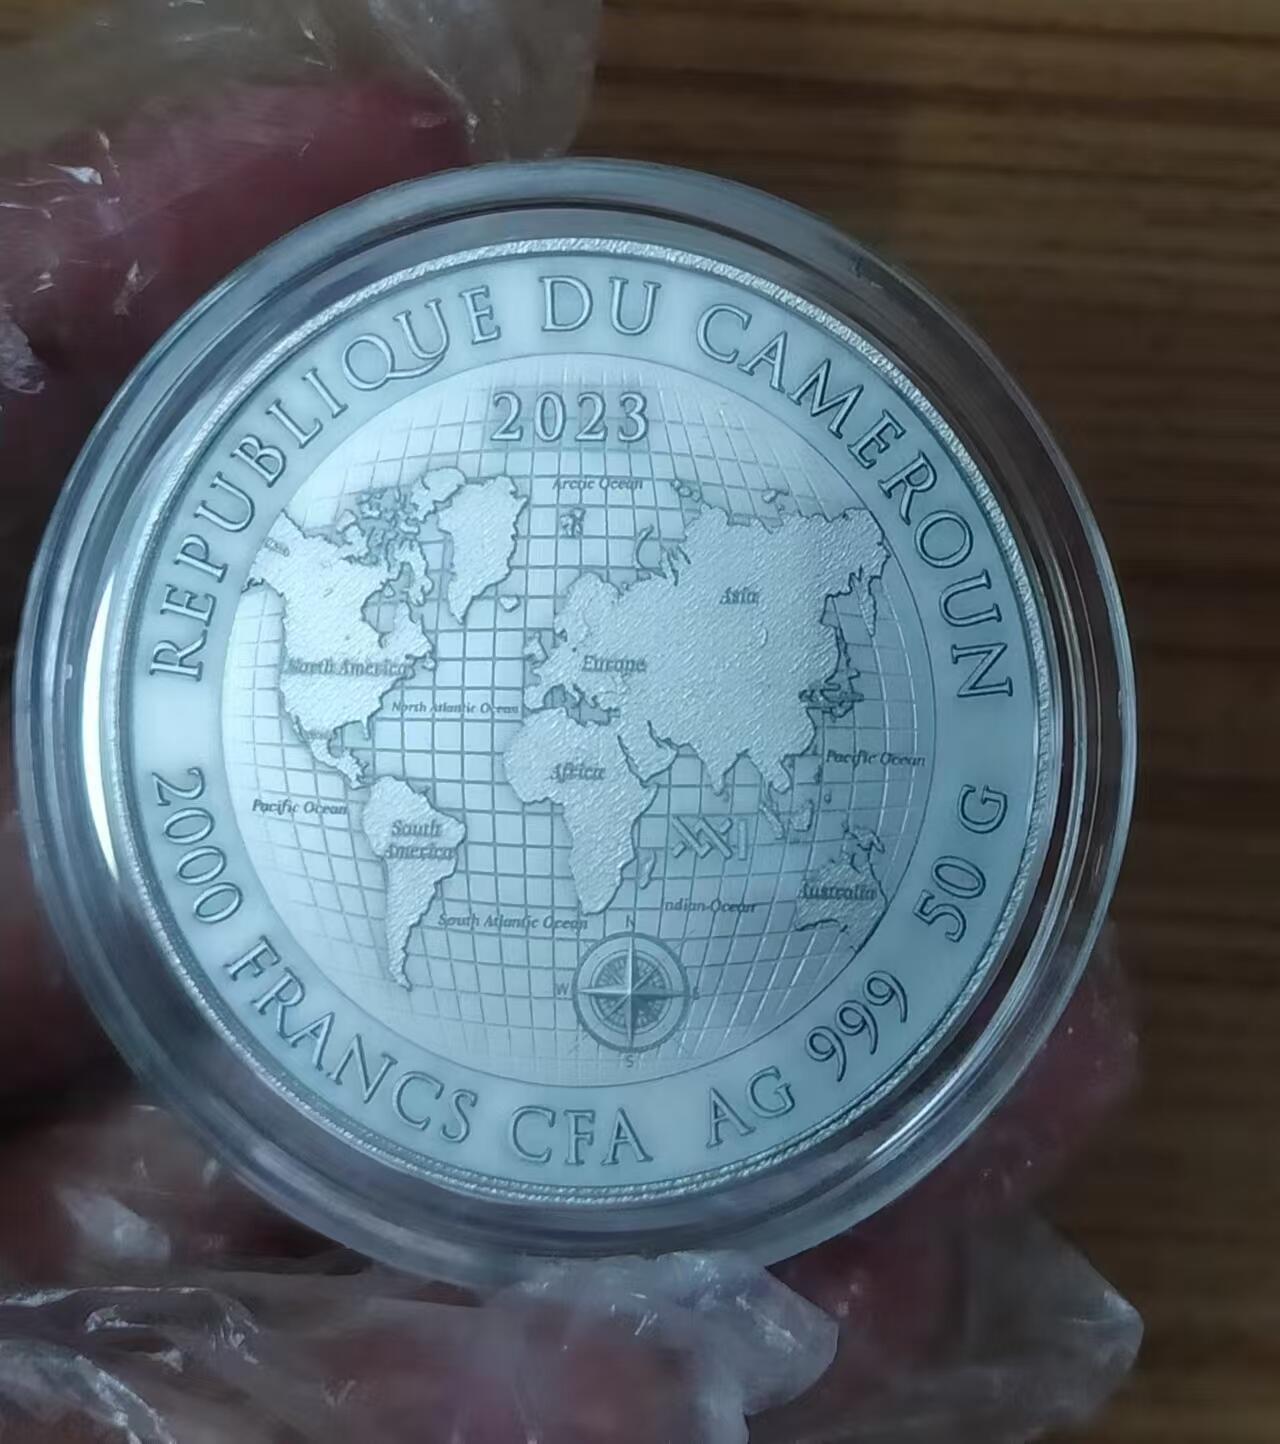 REPUBLIQUE DU CAMEROUN
2023
Arctic Ocean
Asia
North America
Europe
North Atlantic Ocean
Africa
Pacific Ocean
Pacific Ocean
South
America
Australia
South Atlantic Ocean
ndian-Ocean
N
W
S
2000 FRANCS CFA AG 999 50 G